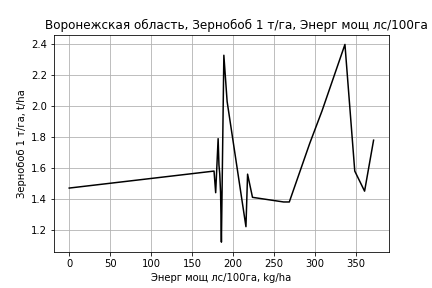 Воронежская область, Зернобоб 1 т/га, Энерг мощ лс/100га
2.4
2.2
2.0
1.8
1.6
1.4
1.2
Зернобоб 1 т/га, t/ha
0 50 100 150 200 250 300 350
Энерг мощ лс/100га, kg/ha